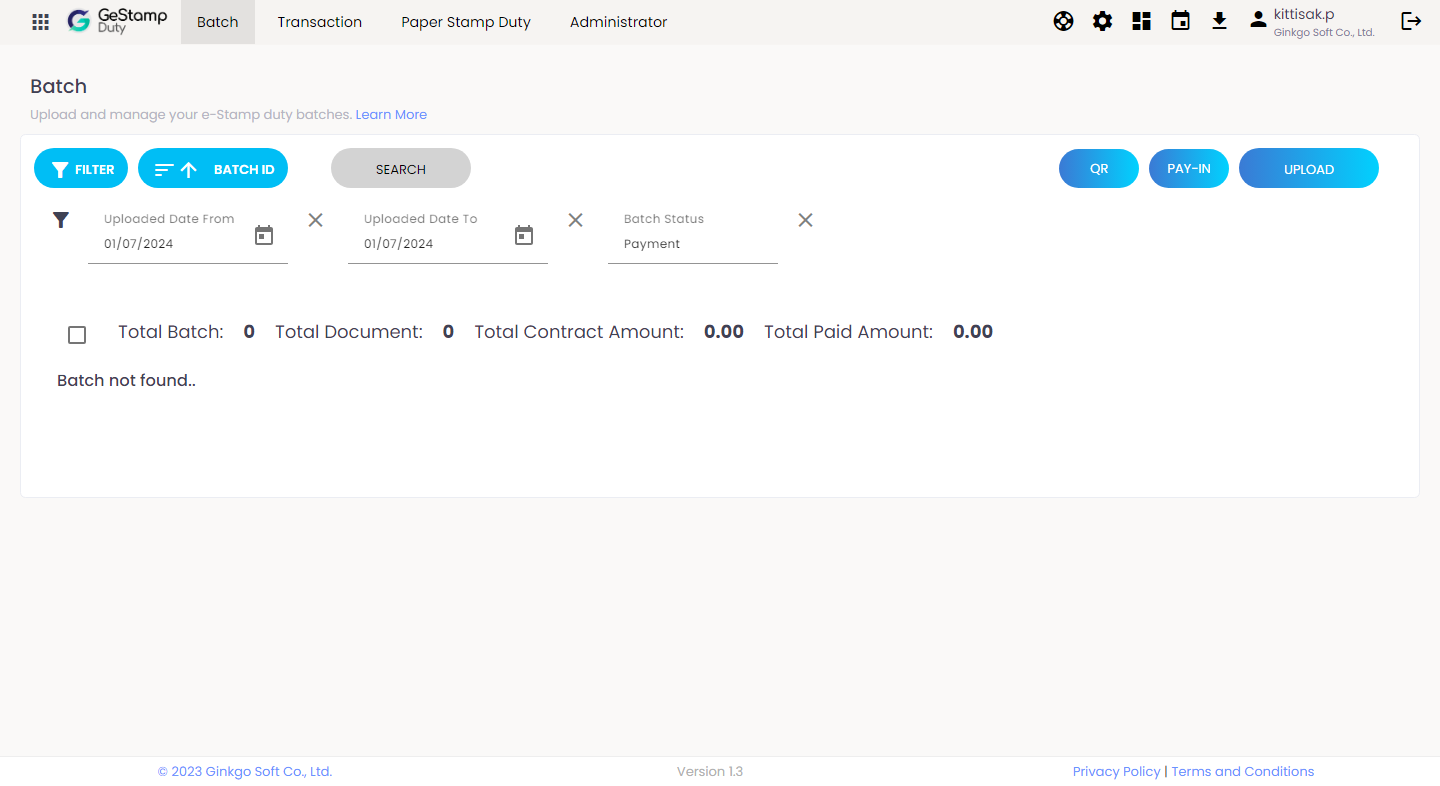 GeStamp
Duty
Batch
Transaction
Paper Stamp Duty
Administrator
kittisak.p
Ginkgo Soft Co., Ltd.
Batch
Upload and manage your e-Stamp duty batches. Learn More
FILTER
BATCH ID
SEARCH
QR
PAY-IN
UPLOAD
Uploaded Date From
01/07/2024
Uploaded Date To
01/07/2024
Batch Status
Payment
Total Batch: 0 Total Document: 0 Total Contract Amount: 0.00 Total Paid Amount: 0.00
Batch not found..
© 2023 Ginkgo Soft Co., Ltd.
Version 1.3
Privacy Policy | Terms and Conditions